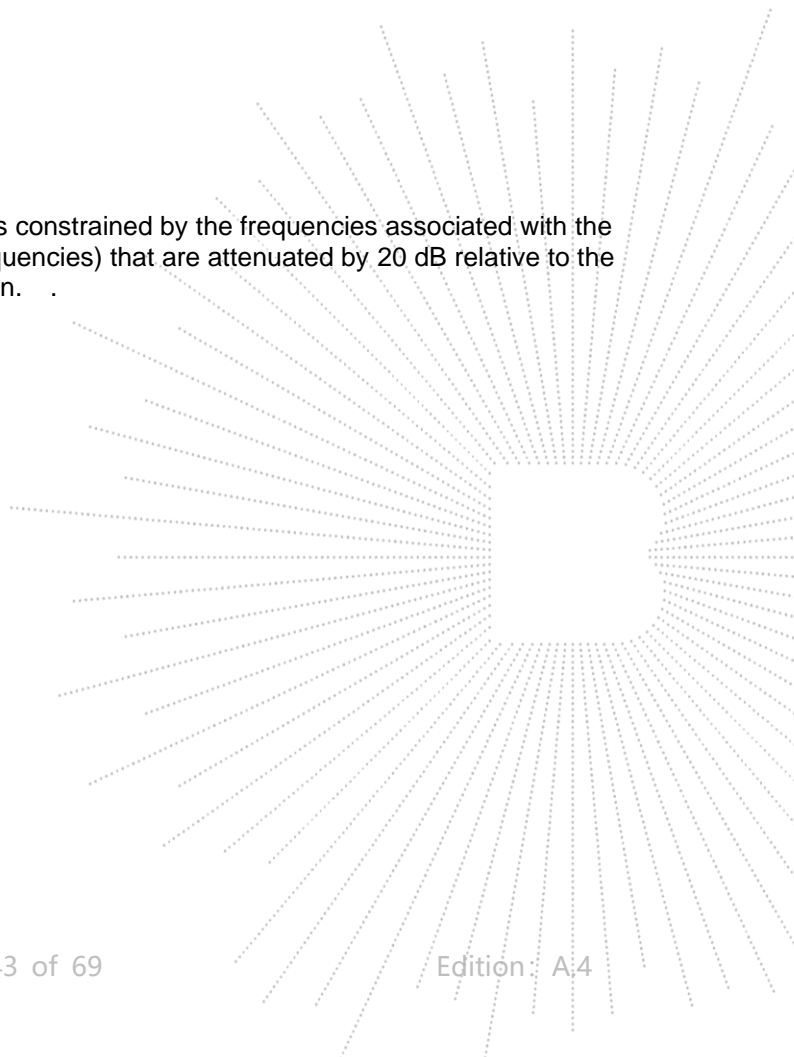 s constrained by the frequencies associated with the
quencies) that are attenuated by 20 dB relative to the
n. .
3 of 69 Edition: A.4